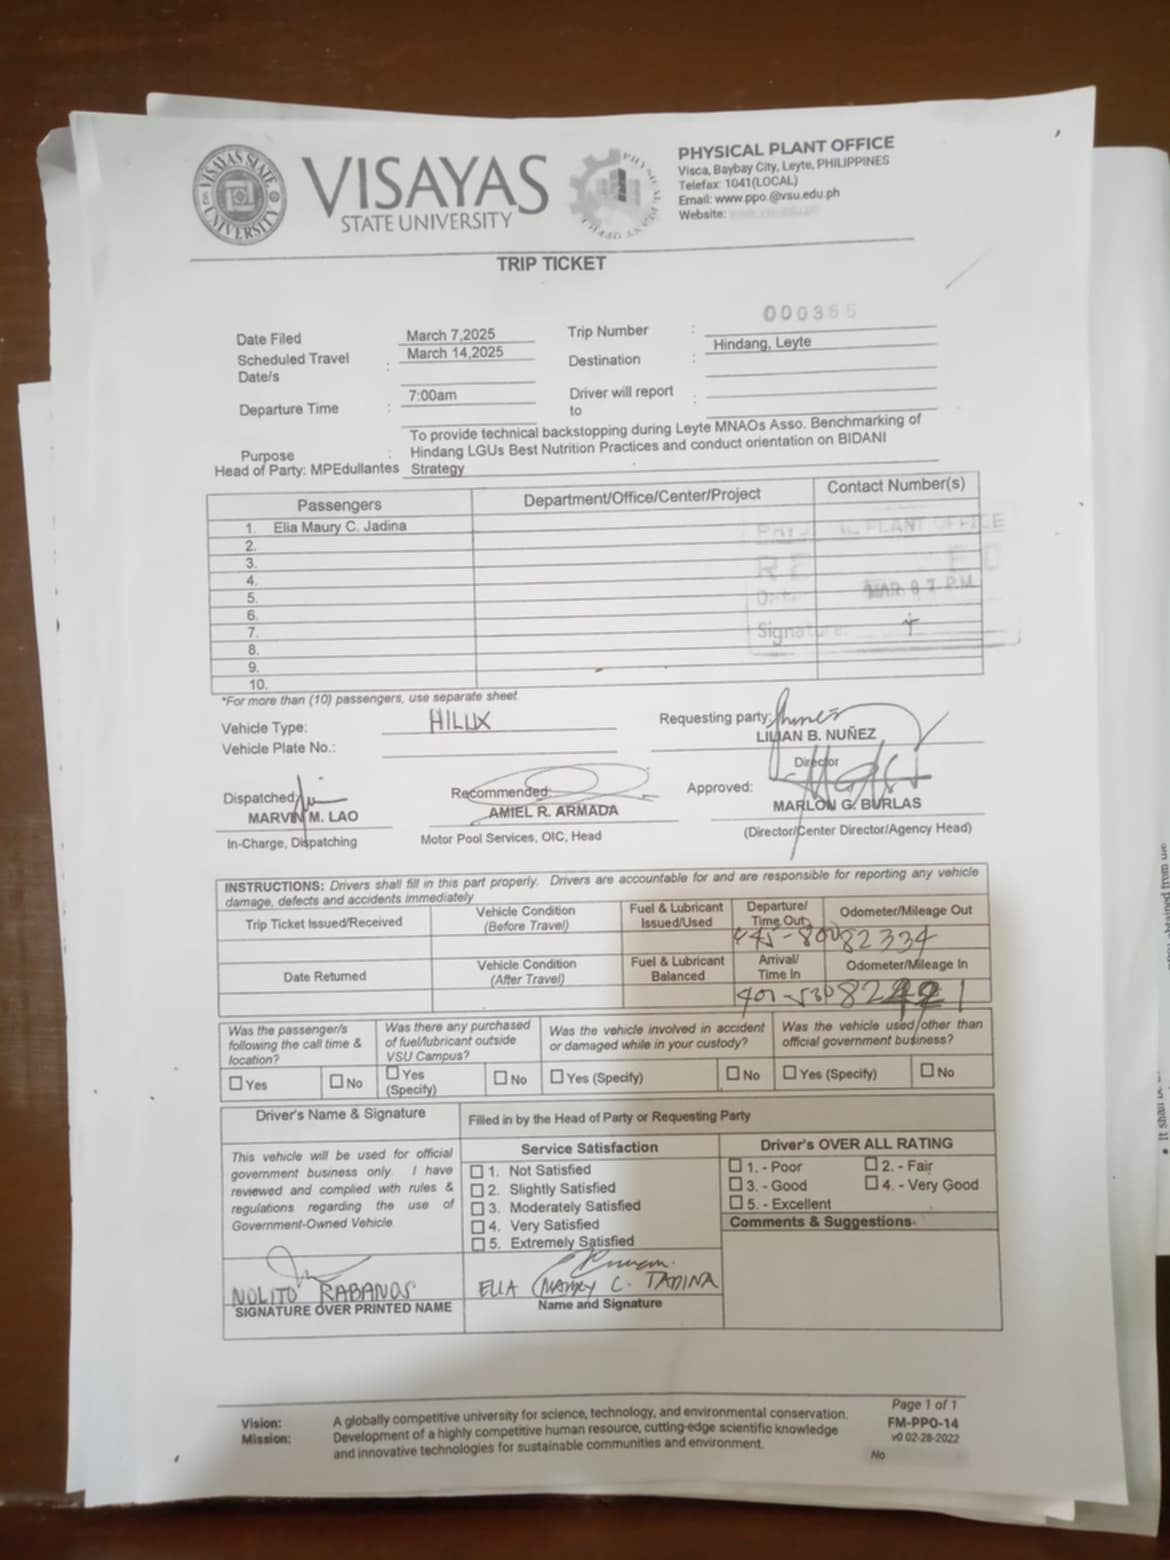 VISAYAS
STATE UNIVERSITY
VISAYAS STATE UNIVERSITY
PHYSICAL PLANT OFFICE
Visca, Baybay City, Leyte, PHILIPPINES
Telefax: 1041(LOCAL)
Email: www.ppo.@vsu.edu.ph
Website:
TRIP TICKET
Date Filed March 7,2025 Trip Number : 000365
Scheduled Travel Date/s : March 14,2025 Destination : Hindang, Leyte
Departure Time : 7:00am Driver will report to :
Purpose : To provide technical backstopping during Leyte MNAOs Asso. Benchmarking of
Hindang LGUs Best Nutrition Practices and conduct orientation on BIDANI
Head of Party: MPEdullantes Strategy
Passengers Department/Office/Center/Project Contact Number(s)
1. Elia Maury C. Jadina
2.
3.
4.
5.
6.
7.
8.
9.
10.
PLANT OFFICE
MAR 07 P.M.
Signature:
*For more than (10) passengers, use separate sheet
Vehicle Type: HILUX Requesting party:
LILIAN B. NUÑEZ
Vehicle Plate No.:
Director
Dispatched: Recommended: Approved:
MARVIN M. LAO AMIEL R. ARMADA MARLON G. BURLAS
In-Charge, Dispatching Motor Pool Services, OIC, Head (Director/Center Director/Agency Head)
INSTRUCTIONS: Drivers shall fill in this part properly. Drivers are accountable for and are responsible for reporting any vehicle
damage, defects and accidents immediately
Trip Ticket Issued/Received Vehicle Condition (Before Travel) Fuel & Lubricant Issued/Used Departure/ Time Out Odometer/Mileage Out
82334
Date Returned Vehicle Condition (After Travel) Fuel & Lubricant Balanced Arrival/ Time In Odometer/Mileage In
Was the passenger/s following the call time & location? Was there any purchased of fuel/lubricant outside VSU Campus? Was the vehicle involved in accident or damaged while in your custody? Was the vehicle used other than official government business?
Yes No Yes (Specify) No Yes (Specify) No Yes (Specify) No
Driver's Name & Signature Filled in by the Head of Party or Requesting Party
This vehicle will be used for official
government business only. I have
reviewed and complied with rules &
regulations regarding the use of
Government-Owned Vehicle.
Service Satisfaction
1. Not Satisfied
2. Slightly Satisfied
3. Moderately Satisfied
4. Very Satisfied
5. Extremely Satisfied
Driver's OVER ALL RATING
1. - Poor 2. - Fair
3. - Good 4. - Very Good
5. - Excellent
Comments & Suggestions
NOLITO RABANOS
SIGNATURE OVER PRINTED NAME
ELIA MAURY C. JADINA
Name and Signature
Vision: A globally competitive university for science, technology, and environmental conservation.
Mission: Development of a highly competitive human resource, cutting-edge scientific knowledge
and innovative technologies for sustainable communities and environment.
Page 1 of 1
FM-PPO-14
v0 02-28-2022
No